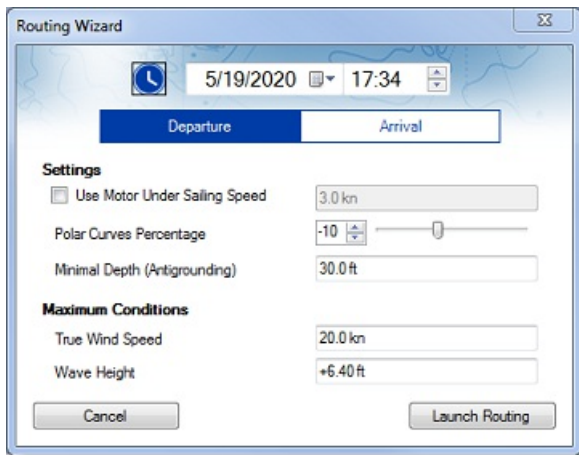 Routing Wizard
5/19/2020 17:34
Departure Arrival
Settings
Use Motor Under Sailing Speed 3.0 kn
Polar Curves Percentage -10
Minimal Depth (Antigrounding) 30.0 ft
Maximum Conditions
True Wind Speed 20.0 kn
Wave Height +6.40 ft
Cancel Launch Routing